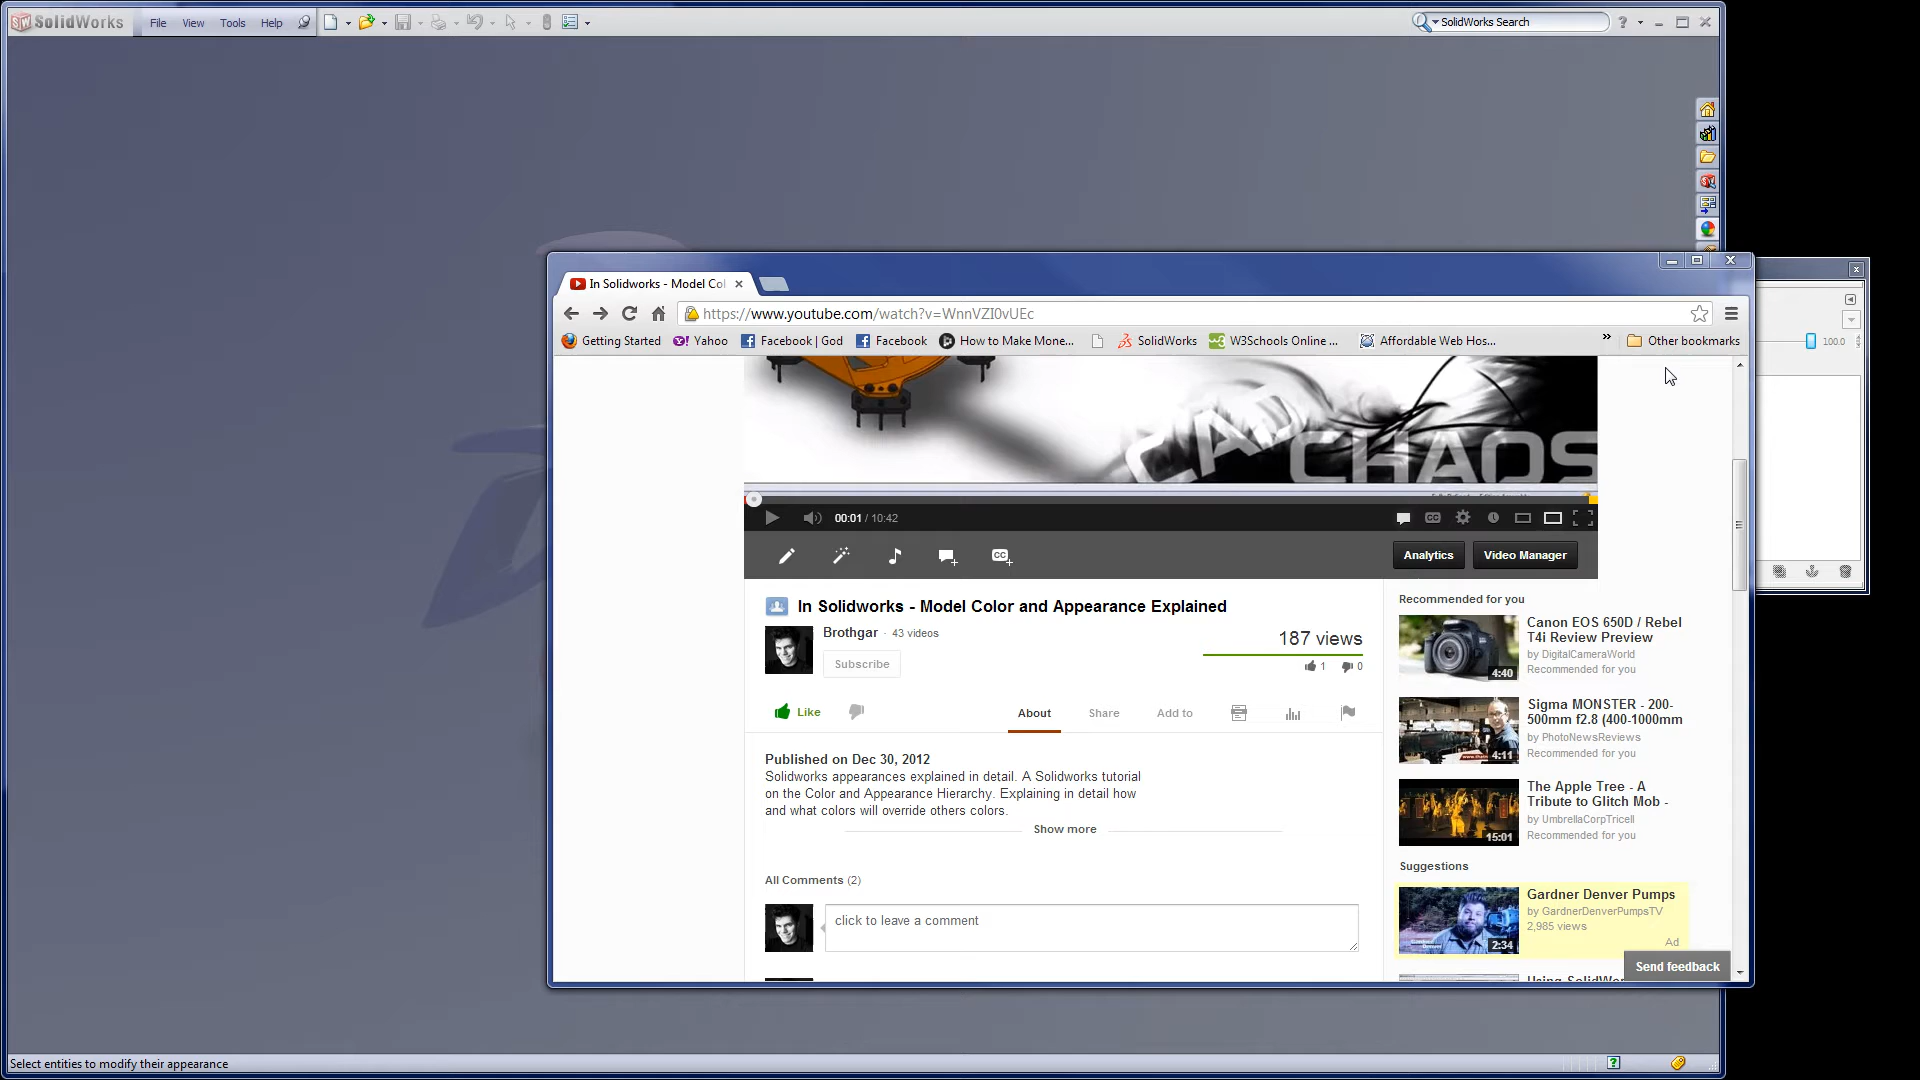 SolidWorks File View Tools Help SolidWorks Search ?
In Solidworks - Model Col
https://www.youtube.com/watch?v=WnnVZI0vUEc
Getting Started Yahoo Facebook | God Facebook How to Make Mone... SolidWorks W3Schools Online ... Affordable Web Hos... » Other bookmarks
100.0
CAD CHAOS
00:01 / 10:42
Analytics Video Manager
In Solidworks - Model Color and Appearance Explained
Brothgar · 43 videos
Subscribe
187 views
1 0
Like
About Share Add to
Published on Dec 30, 2012
Solidworks appearances explained in detail. A Solidworks tutorial
on the Color and Appearance Hierarchy. Explaining in detail how
and what colors will override others colors.
Show more
All Comments (2)
click to leave a comment
Recommended for you
Canon EOS 650D / Rebel
T4i Review Preview
by DigitalCameraWorld
Recommended for you
4:40
Sigma MONSTER - 200-
500mm f2.8 (400-1000mm
by PhotoNewsReviews
Recommended for you
4:11
The Apple Tree - A
Tribute to Glitch Mob -
by UmbrellaCorpTricell
Recommended for you
15:01
Suggestions
Gardner Denver Pumps
by GardnerDenverPumpsTV
2,985 views
Ad
2:34
Send feedback
Select entities to modify their appearance